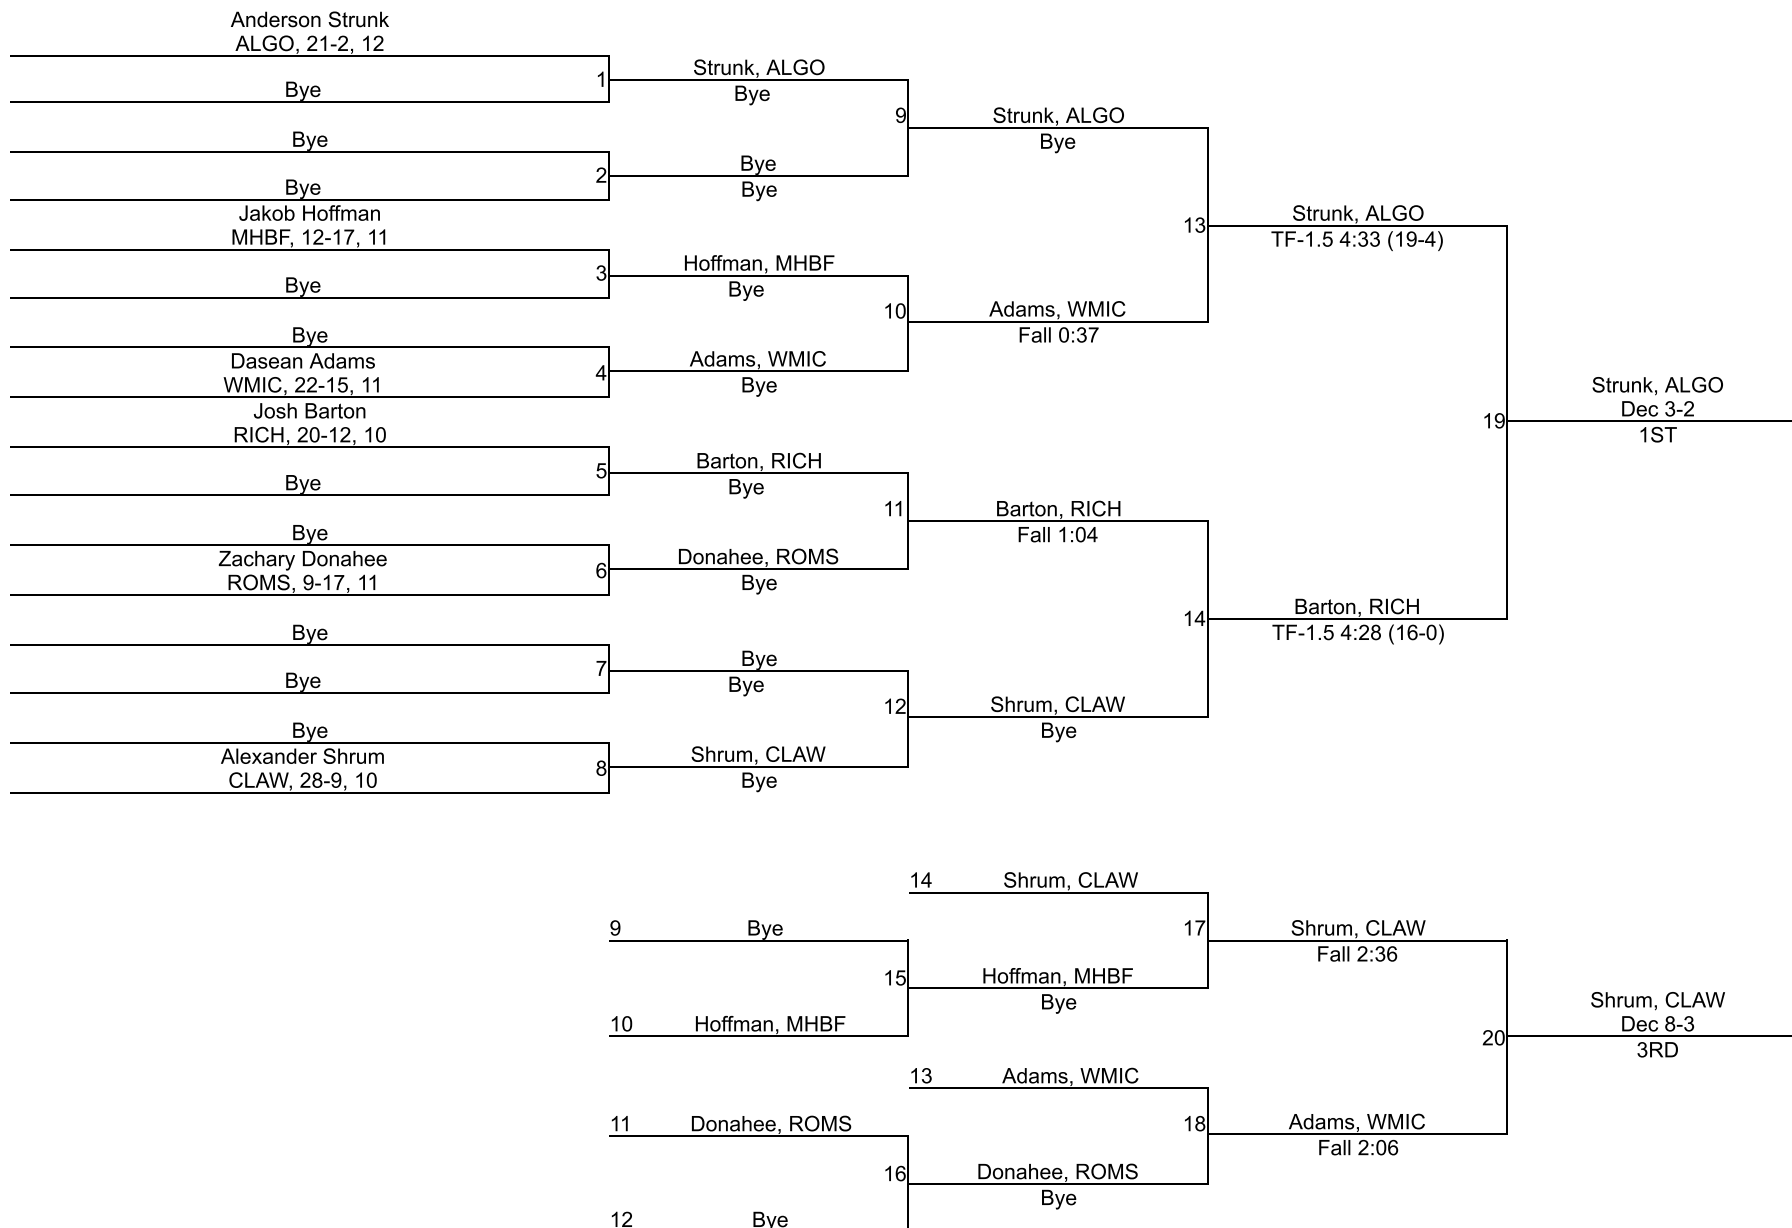 Anderson Strunk
ALGO, 21-2, 12
Bye
1
Bye
2
Bye
Jakob Hoffman
MHBF, 12-17, 11
3
Bye
Bye
Dasean Adams
4
WMIC, 22-15, 11
Josh Barton
RICH, 20-12, 10
5
Bye
Bye
Zachary Donahee
6
ROMS, 9-17, 11
Bye
7
Bye
Bye
Alexander Shrum
8
CLAW, 28-9, 10
Strunk, ALGO
Bye
9
Bye
Bye
Hoffman, MHBF
Bye
10
Adams, WMIC
Bye
Barton, RICH
Bye
11
Donahee, ROMS
Bye
Bye
Bye
12
Shrum, CLAW
Bye
Strunk, ALGO
Bye
13
Adams, WMIC
Fall 0:37
Barton, RICH
Fall 1:04
14
Shrum, CLAW
Bye
Strunk, ALGO
TF-1.5 4:33 (19-4)
19
Barton, RICH
TF-1.5 4:28 (16-0)
Strunk, ALGO
Dec 3-2
1ST
9 Bye
15
10 Hoffman, MHBF
11 Donahee, ROMS
16
12 Bye
14 Shrum, CLAW
17
Hoffman, MHBF
Bye
13 Adams, WMIC
18
Donahee, ROMS
Bye
Shrum, CLAW
Fall 2:36
20
Adams, WMIC
Fall 2:06
Shrum, CLAW
Dec 8-3
3RD